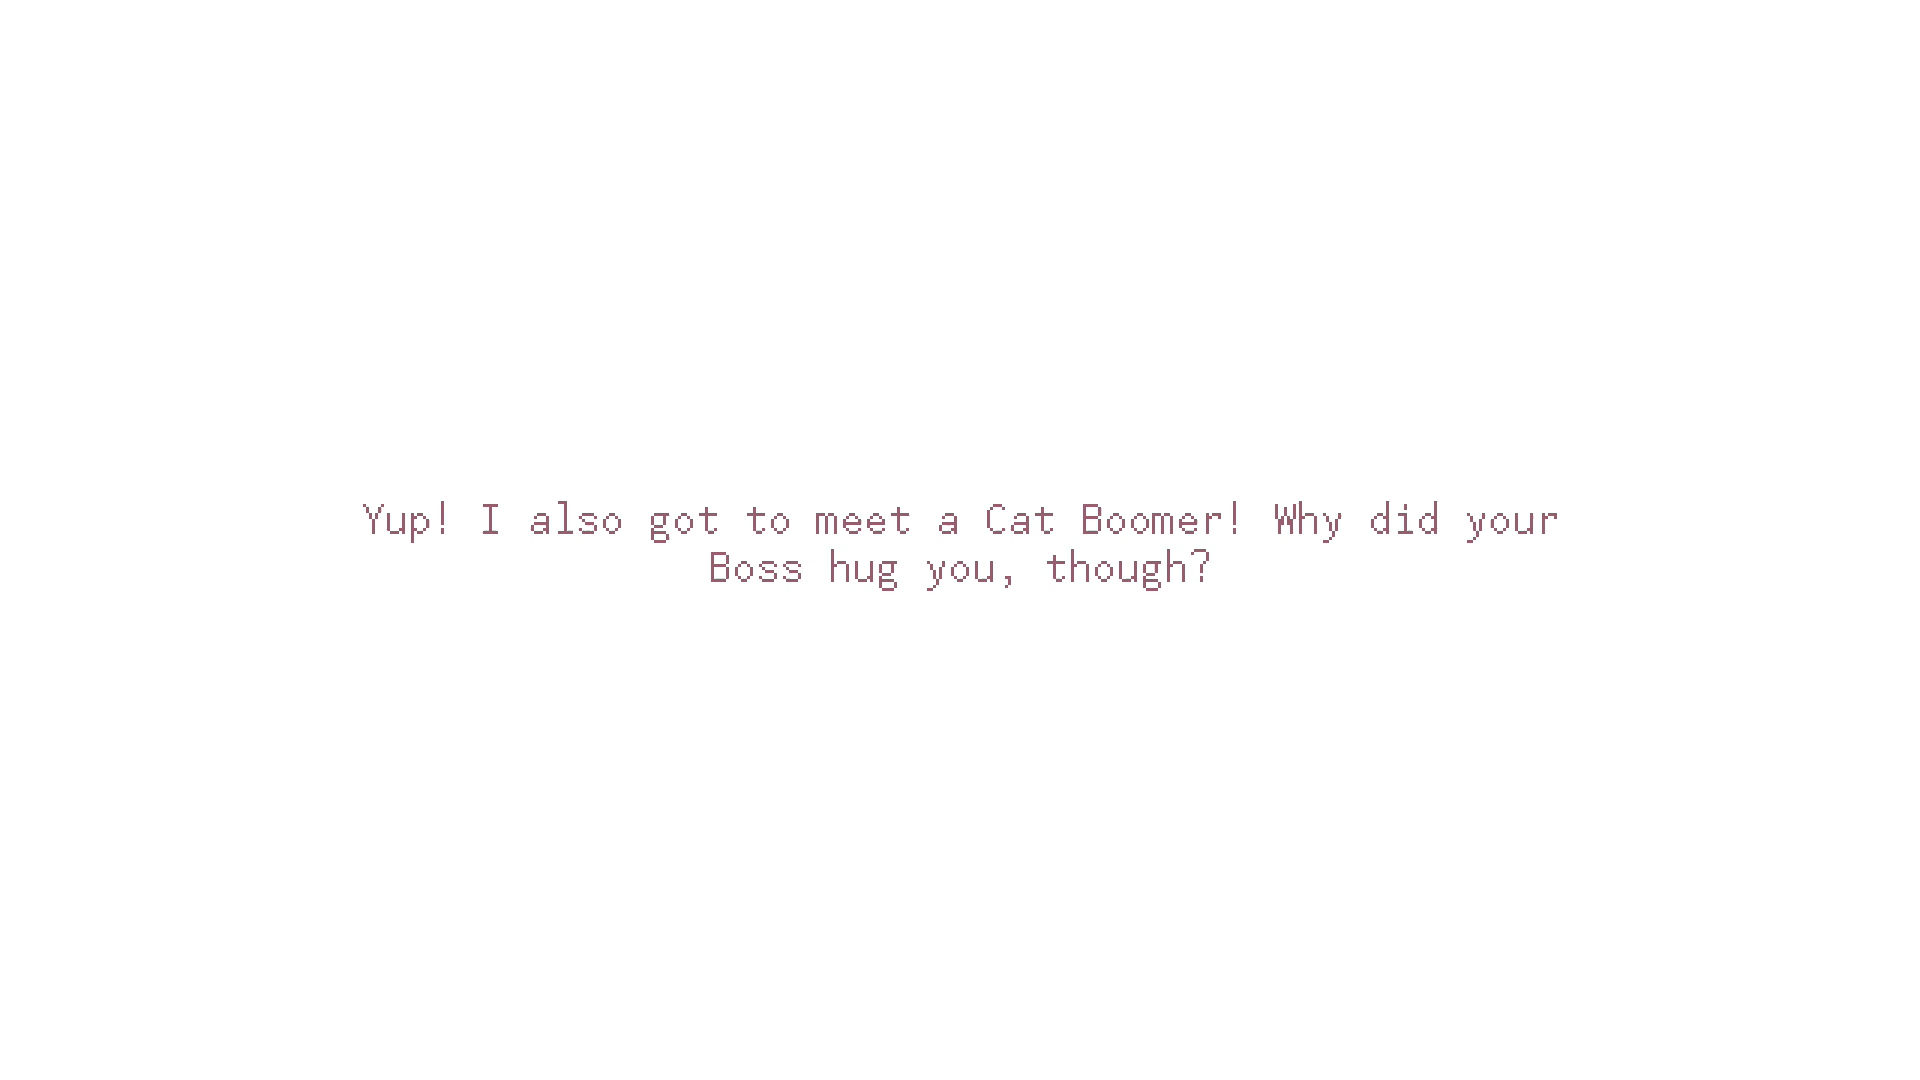 Yup! I also got to meet a Cat Boomer! Why did your
Boss hug you, though?